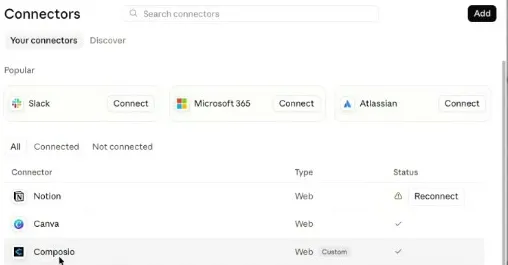 Connectors
Search connectors
Add
Your connectors Discover
Popular
Slack Connect Microsoft 365 Connect Atlassian Connect
All Connected Not connected
Connector Type Status
Notion Web Reconnect
Canva Web
Composio Web Custom